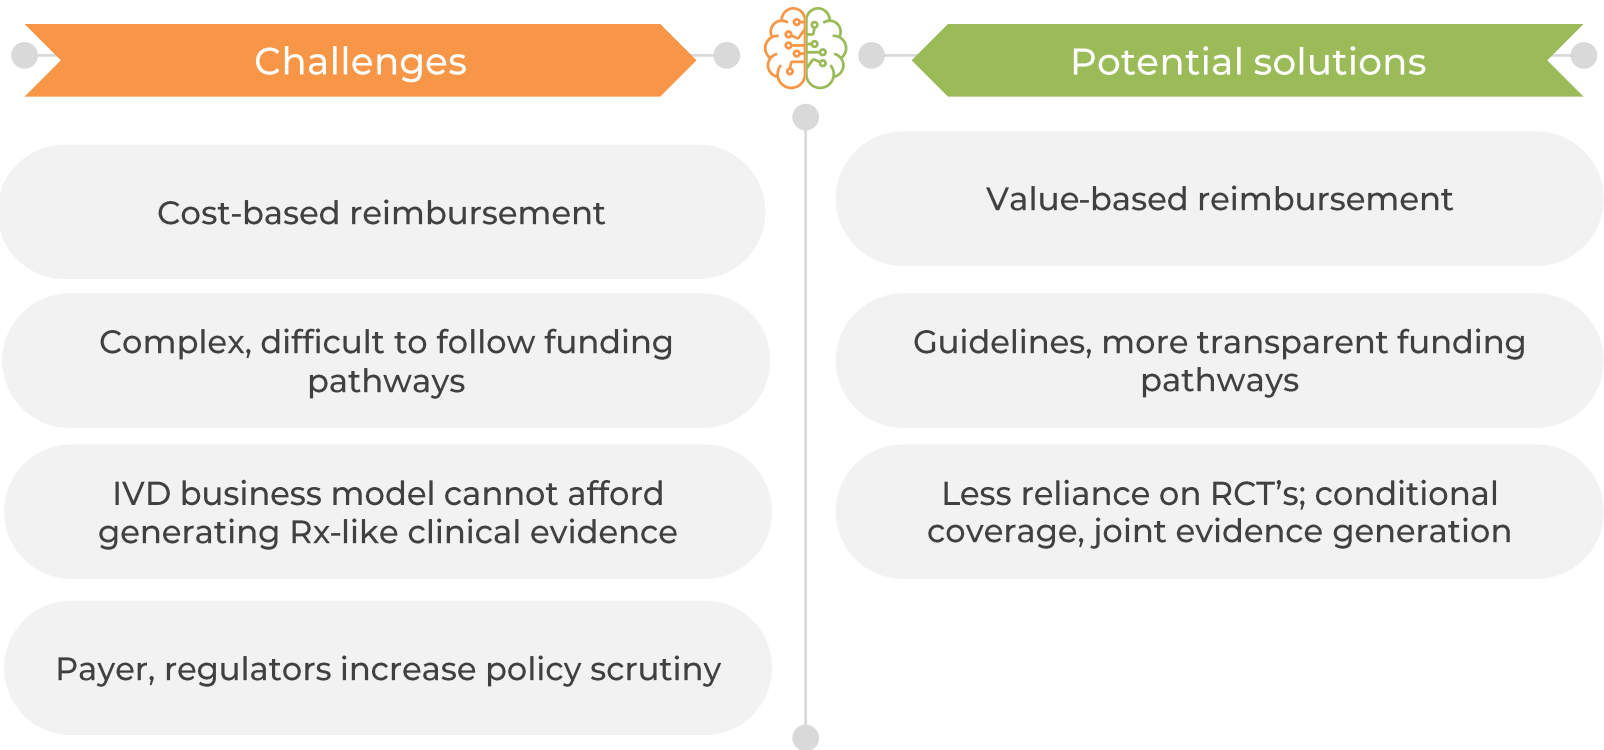 Challenges
Potential solutions
Cost-based reimbursement
Value-based reimbursement
Complex, difficult to follow funding
pathways
Guidelines, more transparent funding
pathways
IVD business model cannot afford
generating Rx-like clinical evidence
Less reliance on RCT’s; conditional
coverage, joint evidence generation
Payer, regulators increase policy scrutiny